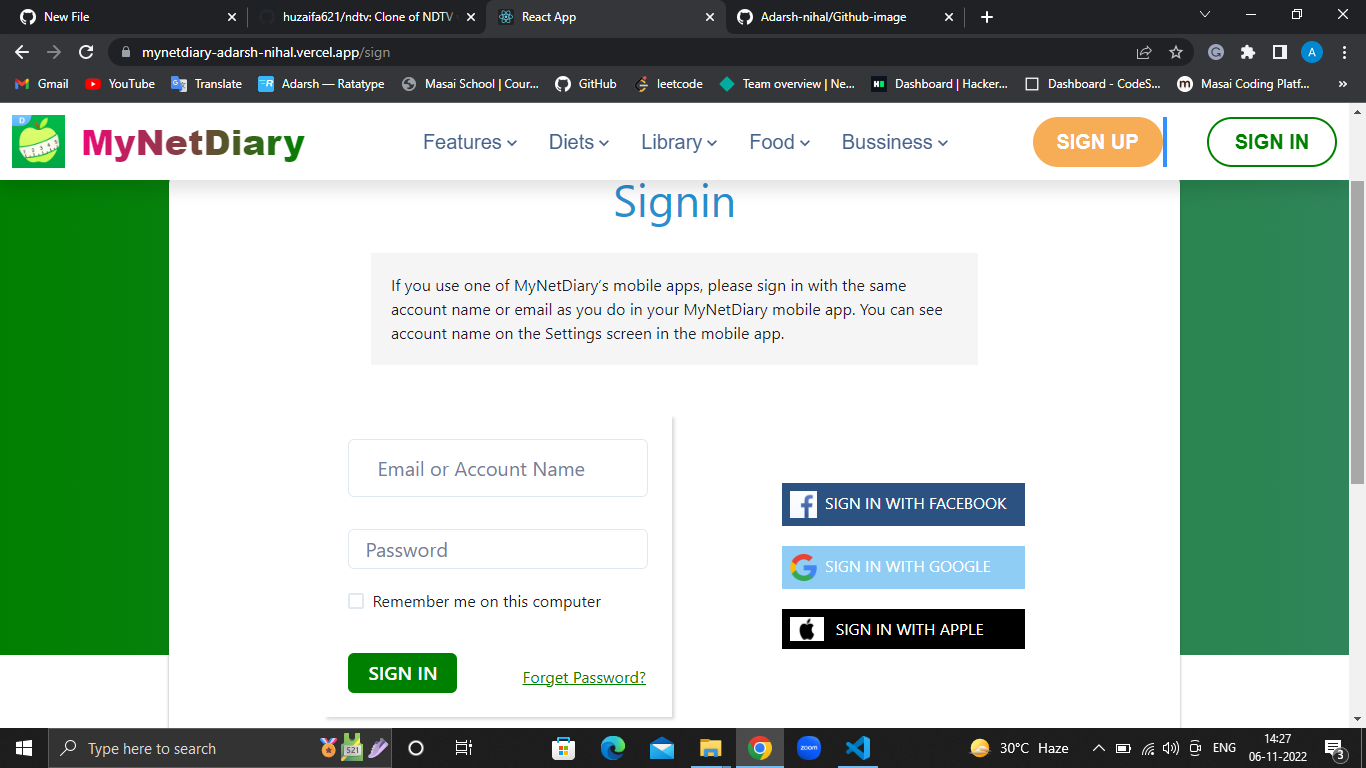 New File
huzaifa621/ndtv: Clone of NDTV
React App
Adarsh-nihal/Github-image
mynetdiary-adarsh-nihal.vercel.app/sign
A
Gmail
YouTube
Translate
Adarsh — Ratatype
Masai School | Cour...
GitHub
leetcode
Team overview | Ne...
Dashboard | Hacker...
Dashboard - CodeS...
Masai Coding Platf...
»
D
MyNetDiary
Features
Diets
Library
Food
Bussiness
SIGN UP
SIGN IN
Signin
If you use one of MyNetDiary's mobile apps, please sign in with the same
account name or email as you do in your MyNetDiary mobile app. You can see
account name on the Settings screen in the mobile app.
Email or Account Name
Password
Remember me on this computer
SIGN IN
Forget Password?
SIGN IN WITH FACEBOOK
SIGN IN WITH GOOGLE
SIGN IN WITH APPLE
Type here to search
521
zoom
30°C Haze
ENG
14:27
06-11-2022
3